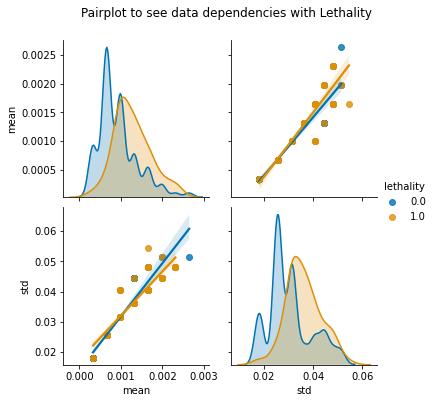 Pairplot to see data dependencies with Lethality
0.0025
0.0020
0.0015
0.0010
0.0005
mean
lethality
0.0
1.0
0.06
0.05
0.04
0.03
0.02
std
0.000 0.001 0.002 0.003
mean
0.02 0.04 0.06
std